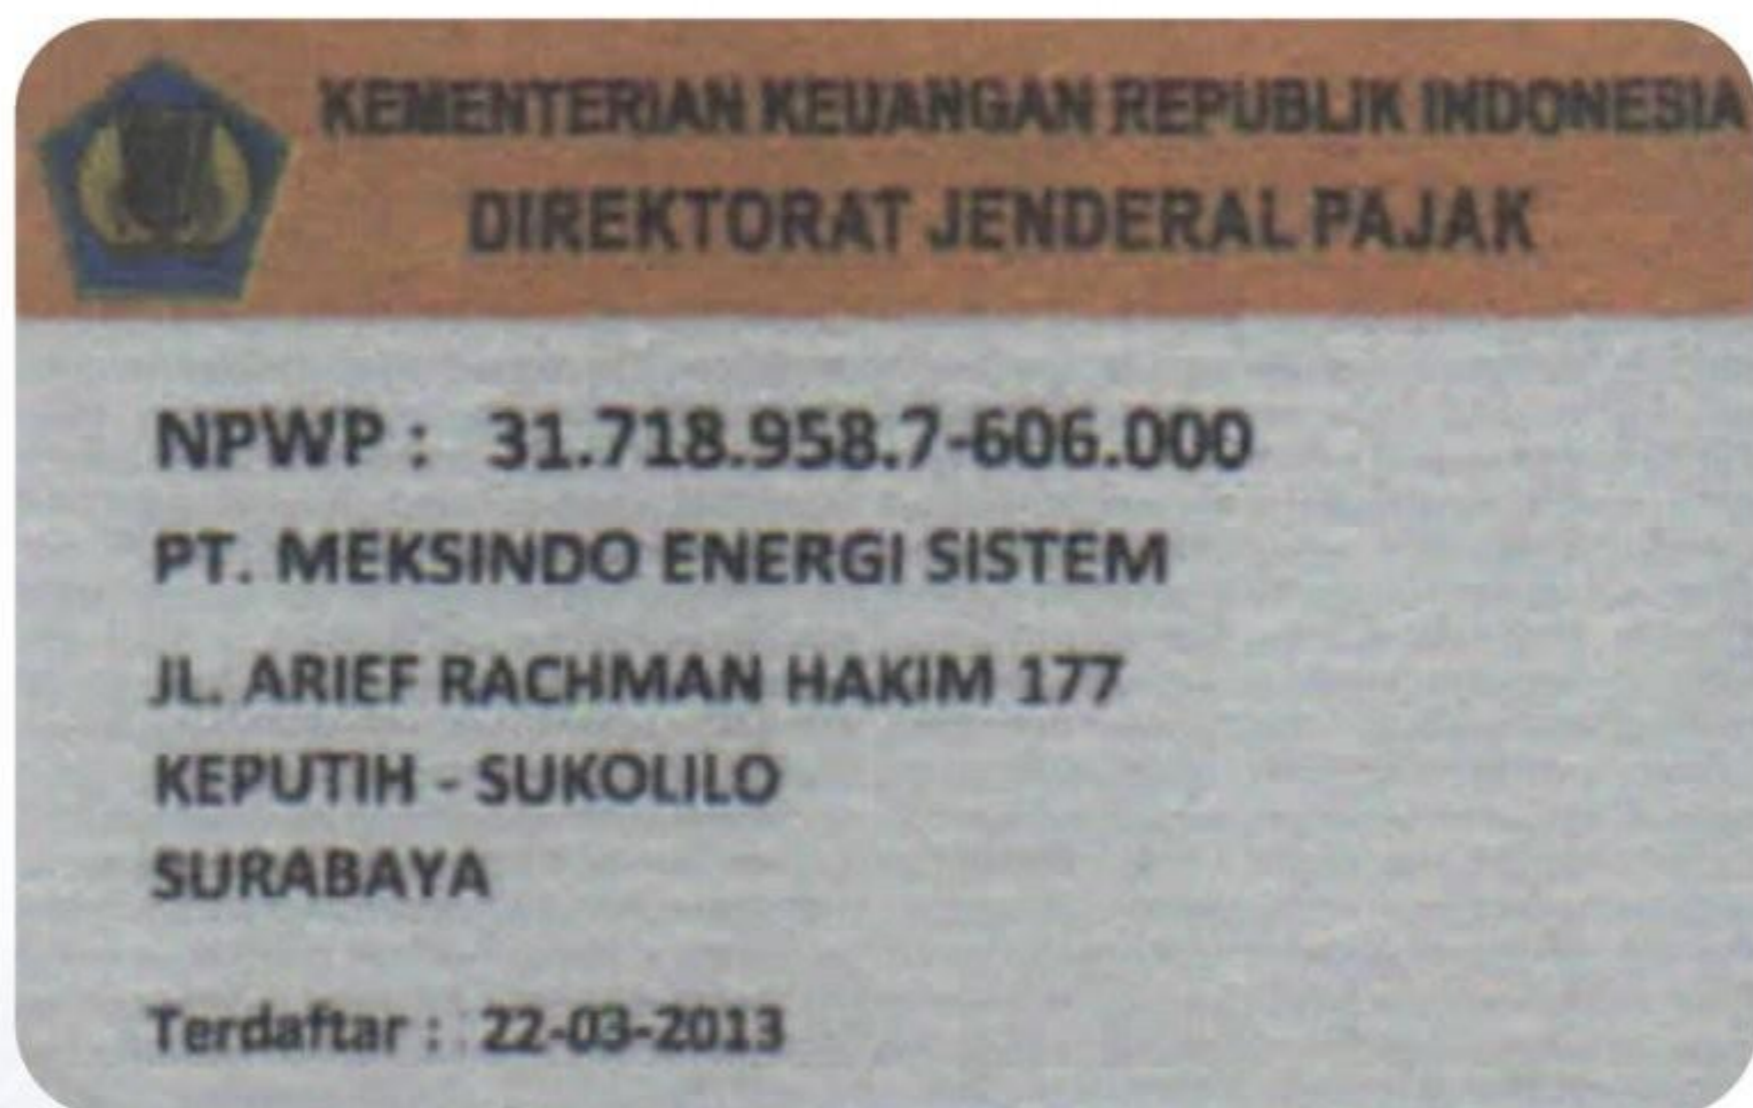 KEMENTERIAN KEUANGAN REPUBLIK INDONESIA
DIREKTORAT JENDERAL PAJAK
NPWP : 31.718.958.7-606.000
PT. MEKSINDO ENERGI SISTEM
JL. ARIEF RACHMAN HAKIM 177
KEPUTIH - SUKOLILO
SURABAYA
Terdaftar : 22-03-2013